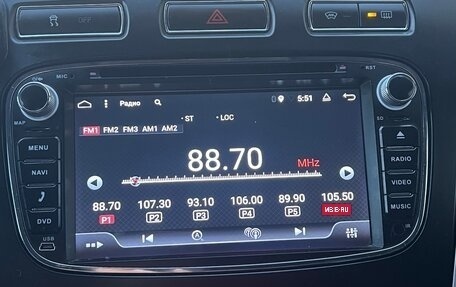 OFF
MIC
RST
Радио
5:51
MAP
SD
ST
LOC
FM1 FM2 FM3 AM1 AM2
MENU
RADIO
88.70
MHz
NAVI
VIDEO
88.70 107.30 93.10 106.00 89.90 105.50
P1 P2 P3 P4 P5
DVD
MUSIC
USB